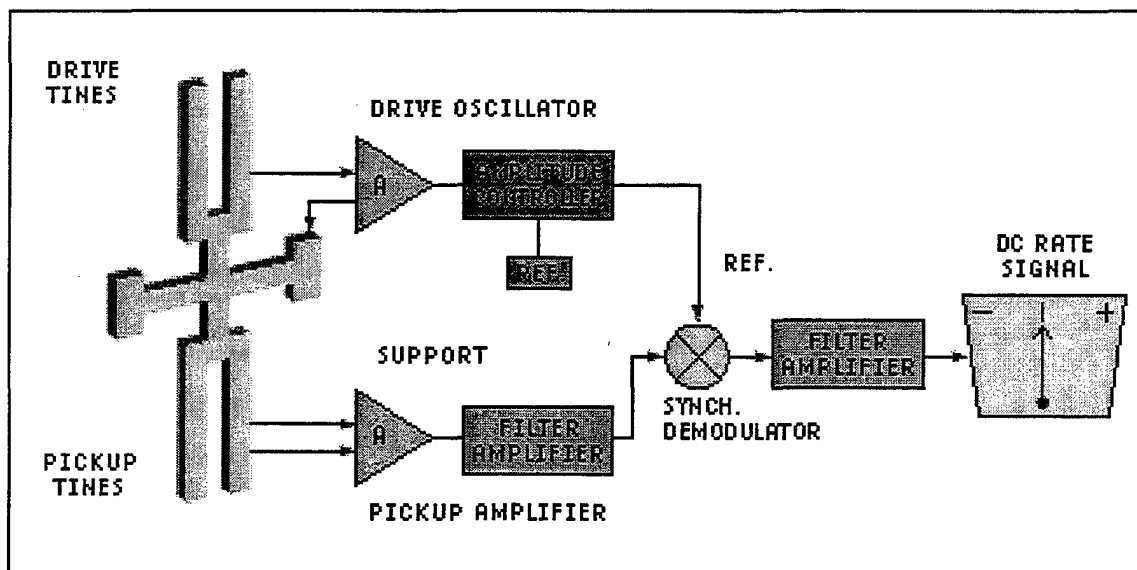 DRIVE
TINES
DRIVE OSCILLATOR
A
AMPLITUDE
CONTROLLER
REF
REF.
DC RATE
SIGNAL
- +
SUPPORT
FILTER
AMPLIFIER
SYNCH.
DEMODULATOR
A
FILTER
AMPLIFIER
PICKUP
TINES
PICKUP AMPLIFIER